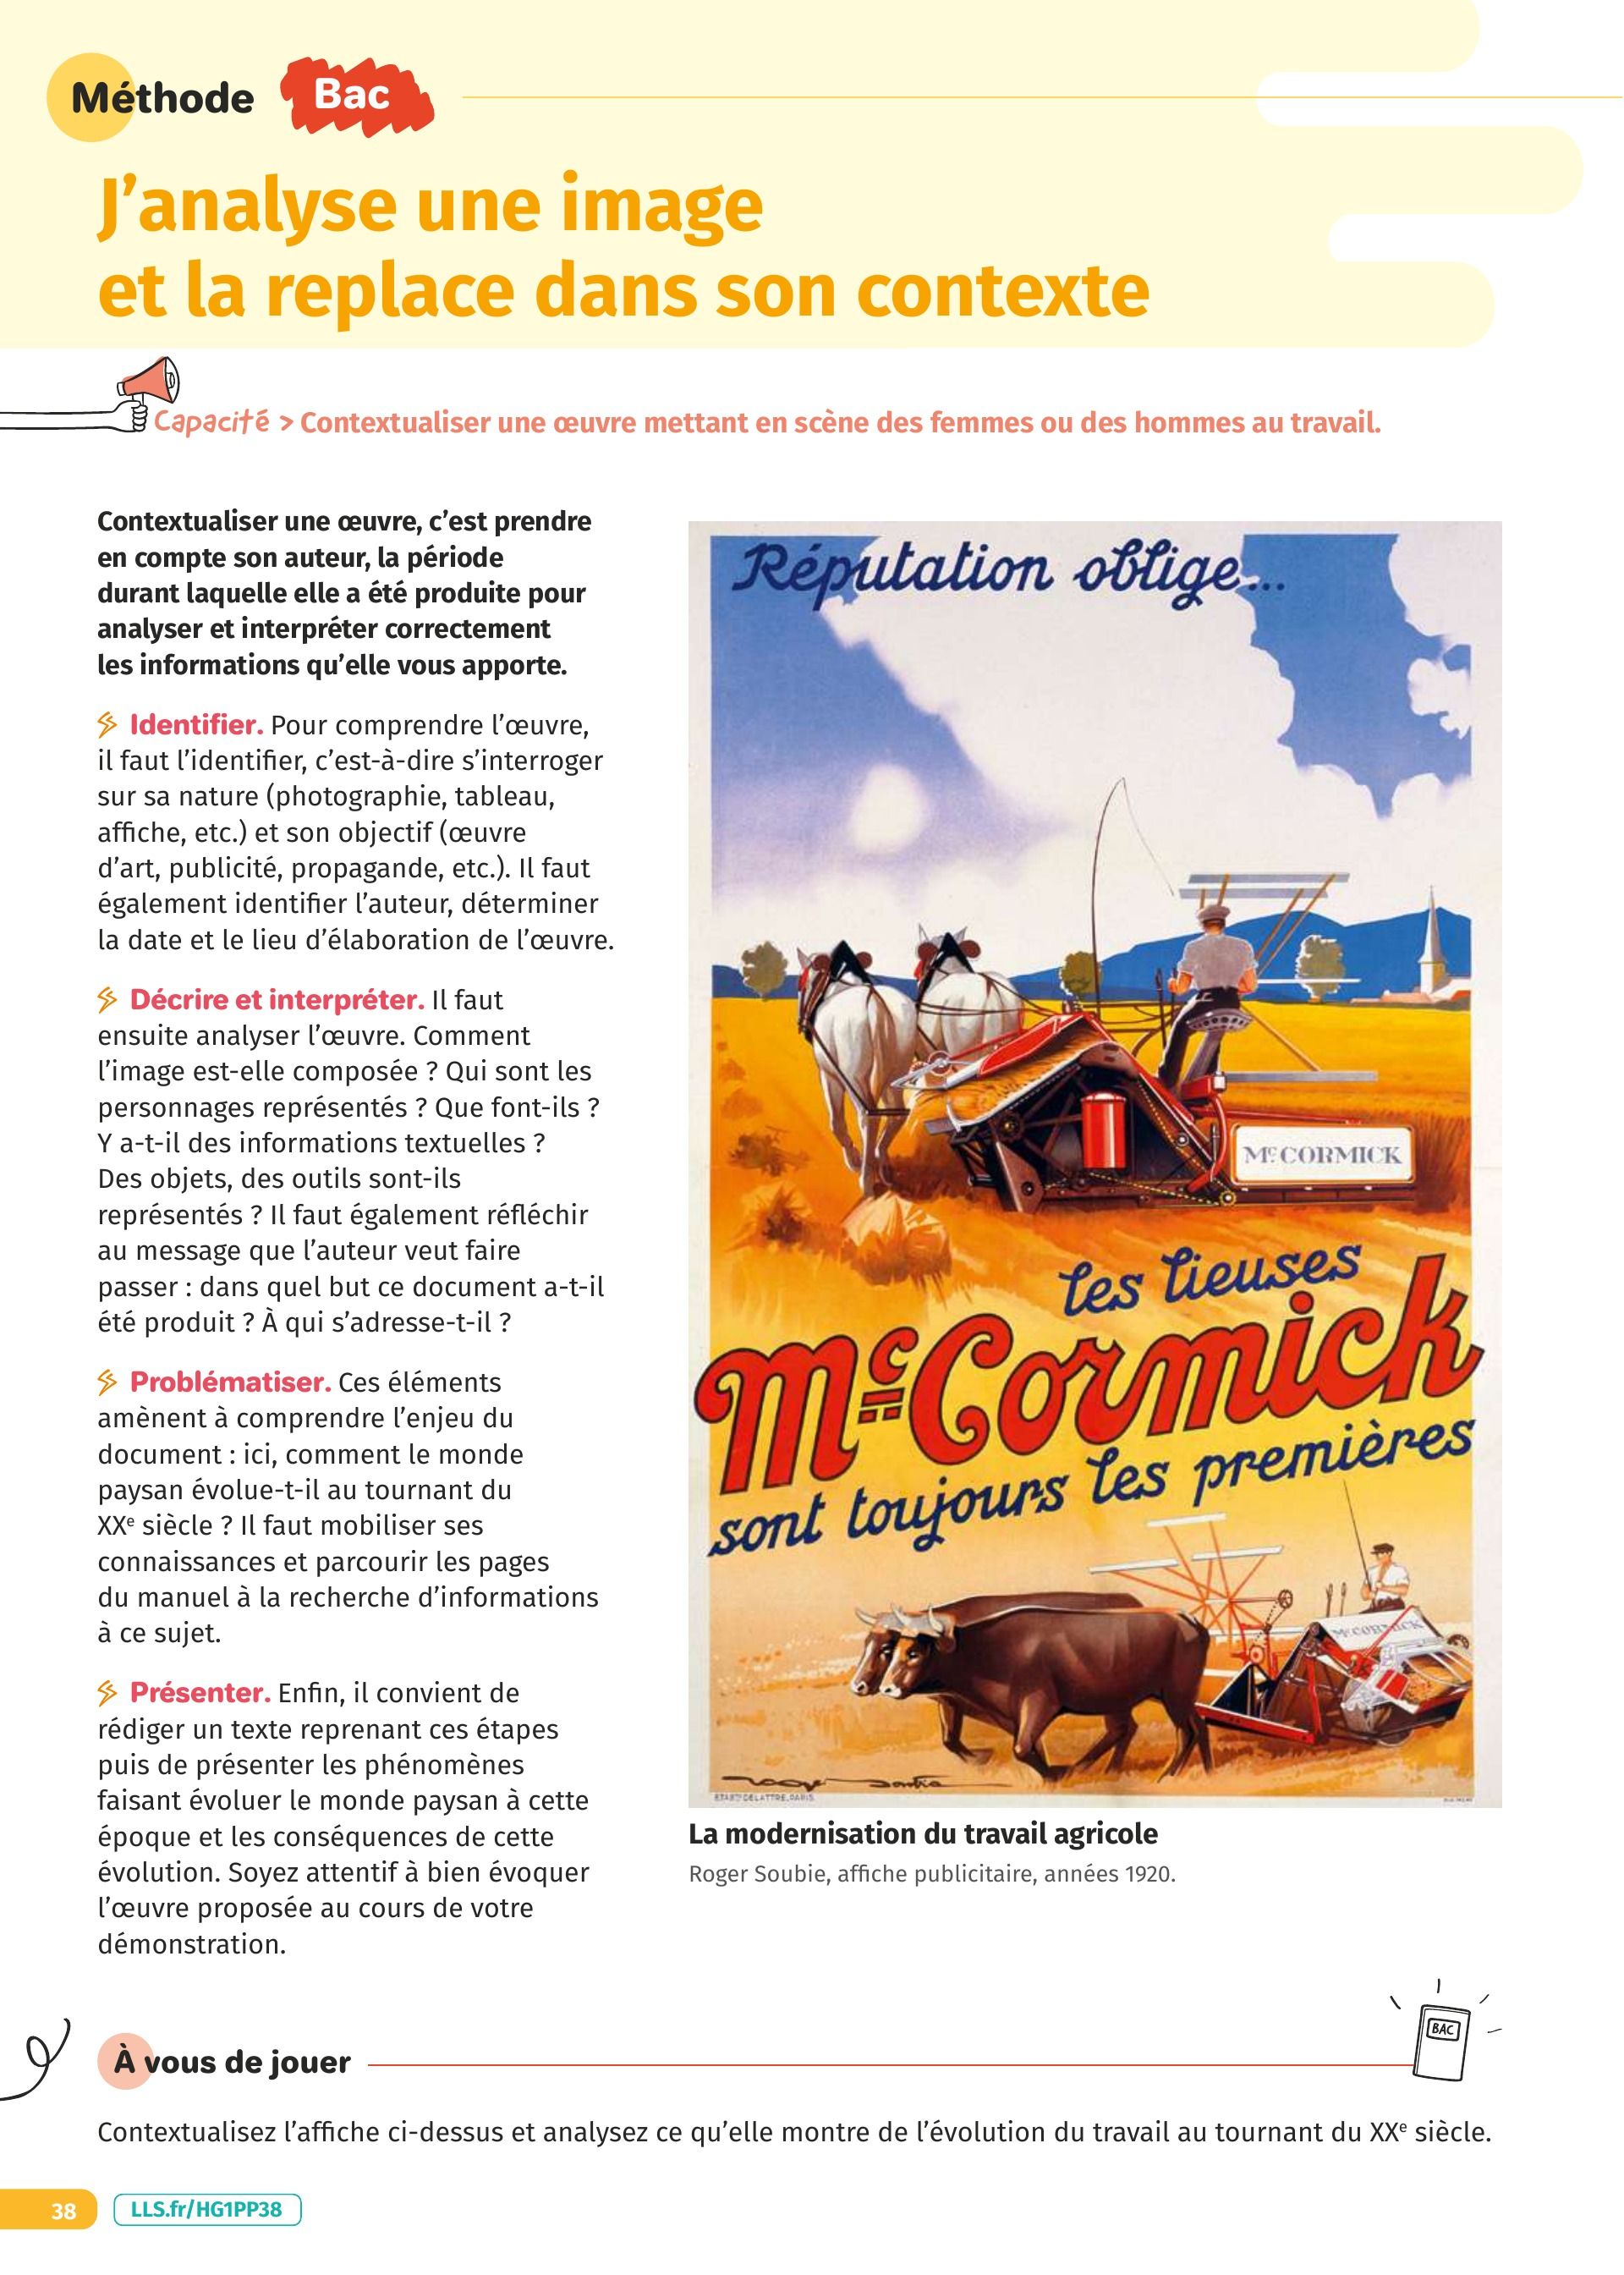 Méthode Bac
J’analyse une image
et la replace dans son contexte
Capacité > Contextualiser une œuvre mettant en scène des femmes ou des hommes au travail.
Contextualiser une œuvre, c’est prendre
en compte son auteur, la période
durant laquelle elle a été produite pour
analyser et interpréter correctement
les informations qu’elle vous apporte.
Identifier. Pour comprendre l’œuvre,
il faut l’identifier, c’est-à-dire s’interroger
sur sa nature (photographie, tableau,
affiche, etc.) et son objectif (œuvre
d’art, publicité, propagande, etc.). Il faut
également identifier l’auteur, déterminer
la date et le lieu d’élaboration de l’œuvre.
Décrire et interpréter. Il faut
ensuite analyser l’œuvre. Comment
l’image est-elle composée ? Qui sont les
personnages représentés ? Que font-ils ?
Y a-t-il des informations textuelles ?
Des objets, des outils sont-ils
représentés ? Il faut également réfléchir
au message que l’auteur veut faire
passer : dans quel but ce document a-t-il
été produit ? À qui s’adresse-t-il ?
Problématiser. Ces éléments
amènent à comprendre l’enjeu du
document : ici, comment le monde
paysan évolue-t-il au tournant du
XXe siècle ? Il faut mobiliser ses
connaissances et parcourir les pages
du manuel à la recherche d’informations
à ce sujet.
Présenter. Enfin, il convient de
rédiger un texte reprenant ces étapes
puis de présenter les phénomènes
faisant évoluer le monde paysan à cette
époque et les conséquences de cette
évolution. Soyez attentif à bien évoquer
l’œuvre proposée au cours de votre
démonstration.
Réputation oblige...
McCORMICK
les lieuses
McCormick
sont toujours les premières
McCORMICK
Roger Soubie
ETABts DELATTRE, PARIS
La modernisation du travail agricole
Roger Soubie, affiche publicitaire, années 1920.
BAC
À vous de jouer
Contextualisez l’affiche ci-dessus et analysez ce qu’elle montre de l’évolution du travail au tournant du XXe siècle.
38
LLS.fr/HG1PP38